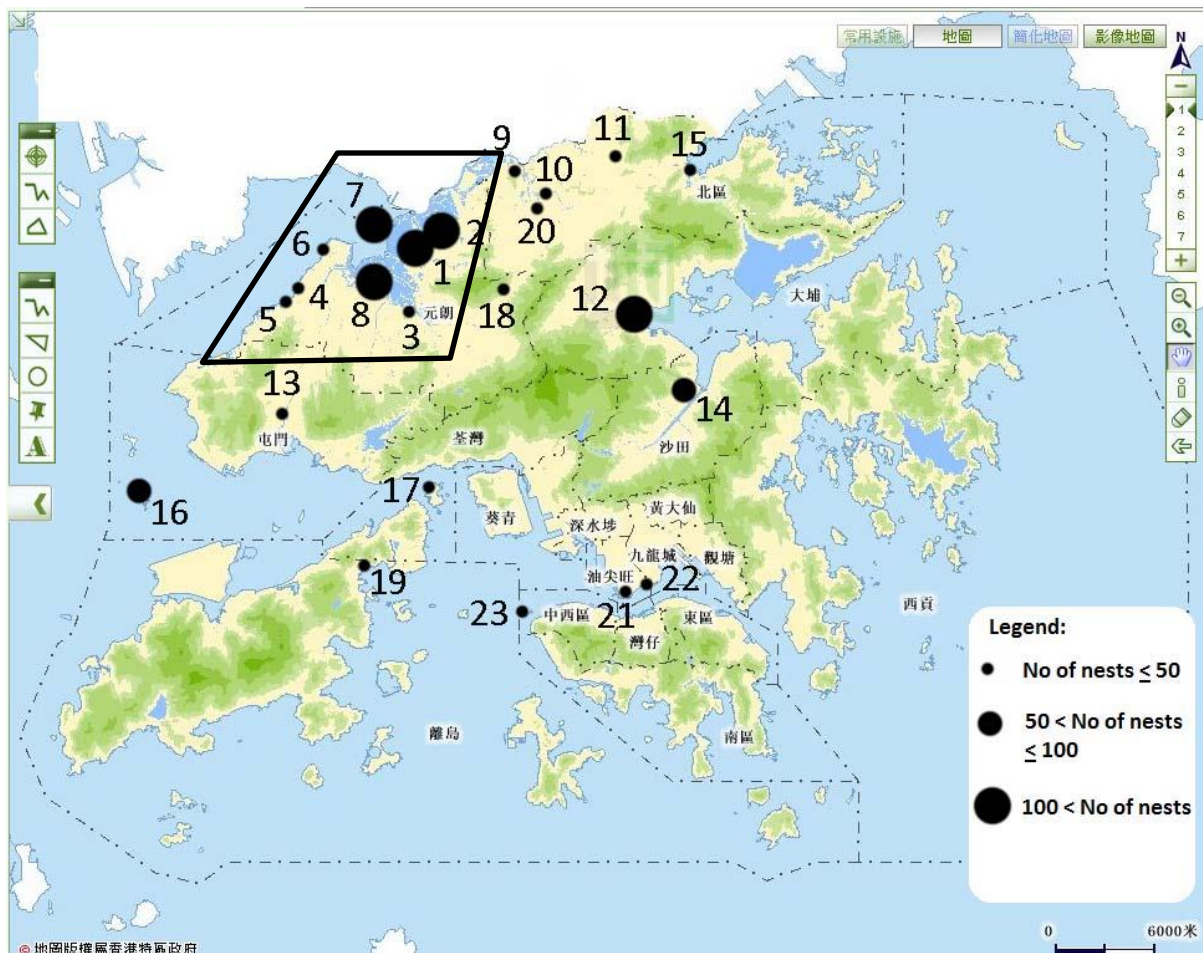 常用設施 地圖 簡化地圖 影像地圖
N
1
2
3
4
5
6
7
9
11
15
10
7
北區
20
2
6
1
4
5
8
元朗
3
18
12
大埔
13
14
屯門
荃灣
沙田
16
17
葵青
深水埗
黃大仙
九龍城
觀塘
19
油尖旺
22
23
中西區
21
東區
西貢
灣仔
離島
南區
Legend:
No of nests ≤ 50
50 < No of nests
≤ 100
100 < No of nests
0 6000米
© 地圖版權屬香港特區政府